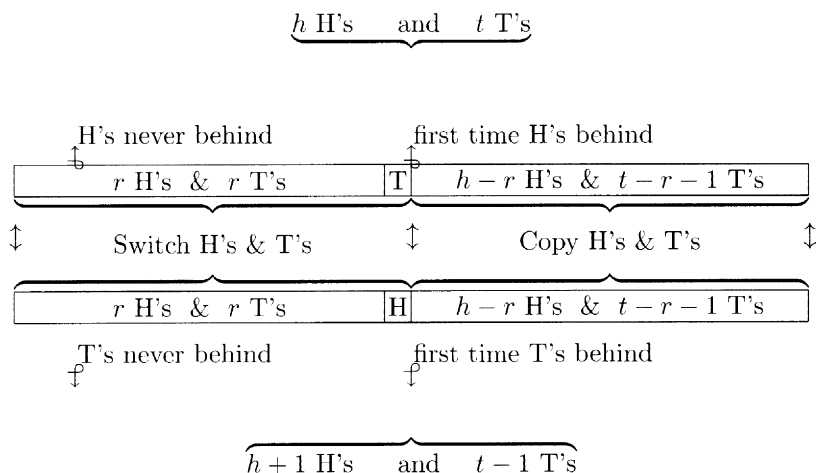 h H's and t T's
H's never behind first time H's behind
r H's & r T's T h − r H's & t − r − 1 T's
Switch H's & T's Copy H's & T's
r H's & r T's H h − r H's & t − r − 1 T's
T's never behind first time T's behind
h + 1 H's and t − 1 T's